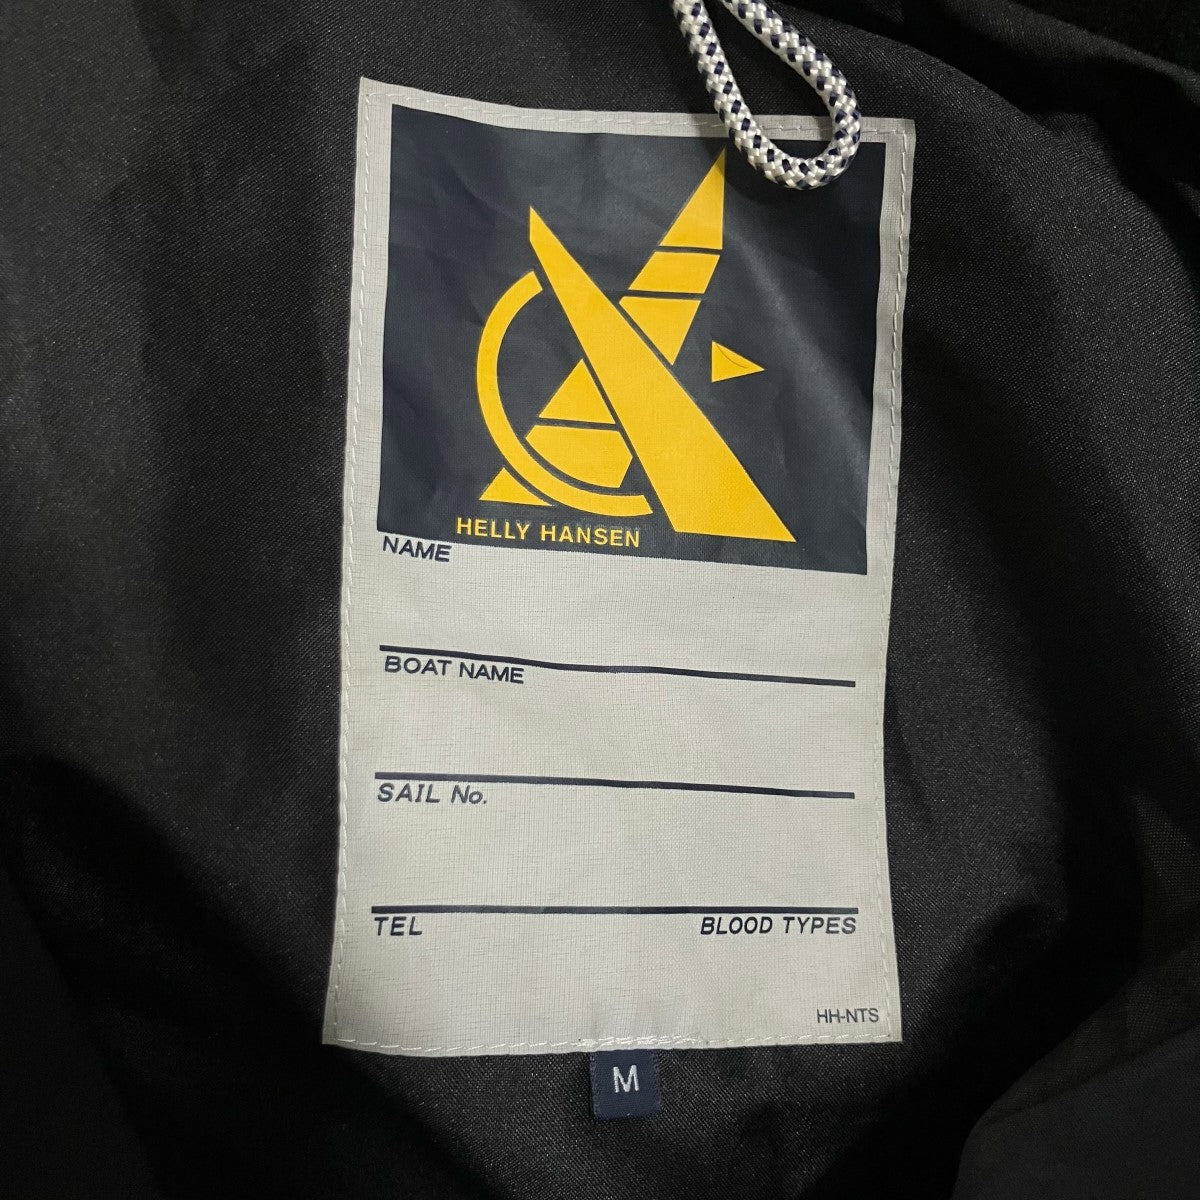 HELLY HANSEN
NAME
BOAT NAME
SAIL No.
TEL BLOOD TYPES
HH-NTS
M